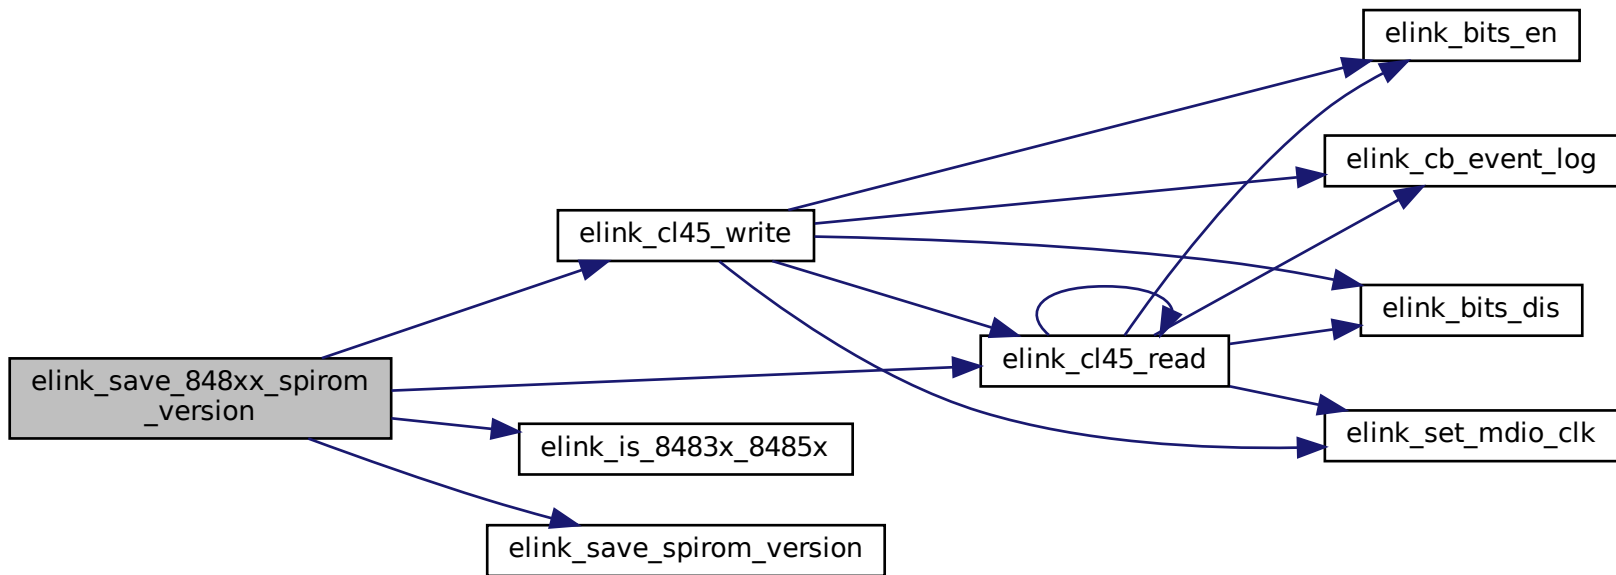 elink_bits_en
elink_cb_event_log
elink_cl45_write
elink_bits_dis
elink_cl45_read
elink_save_848xx_spirom
_version
elink_set_mdio_clk
elink_is_8483x_8485x
elink_save_spirom_version